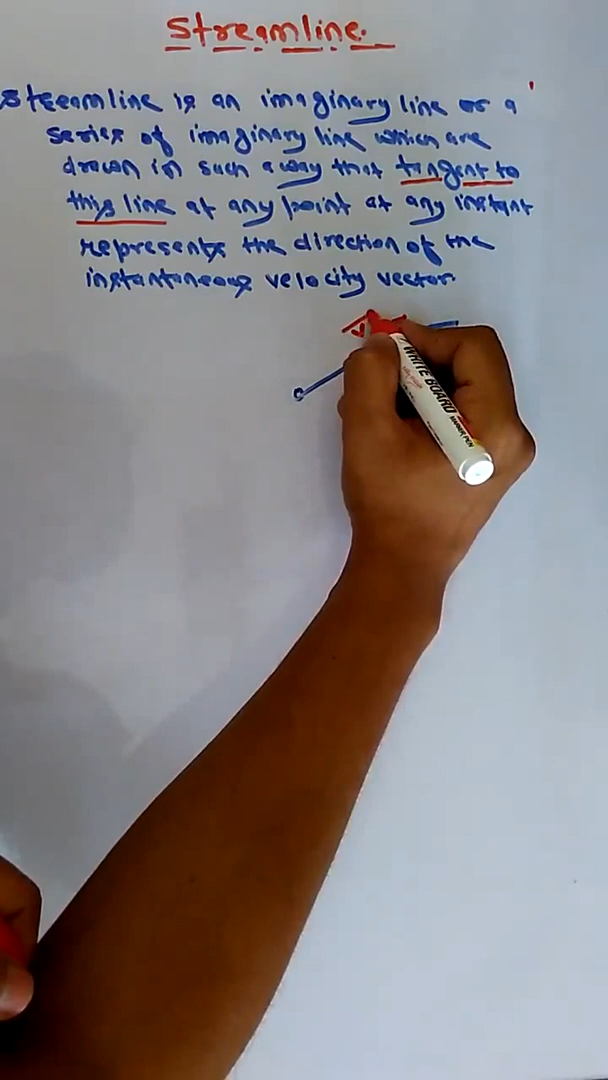 Streamline.
Streamline is an imaginary line or a
series of imaginary line which are
drawn in such a way that tangent to
this line at any point at any instant
represents the direction of the
instantaneous velocity vector
V
WHITE BOARD
MARKER PEN